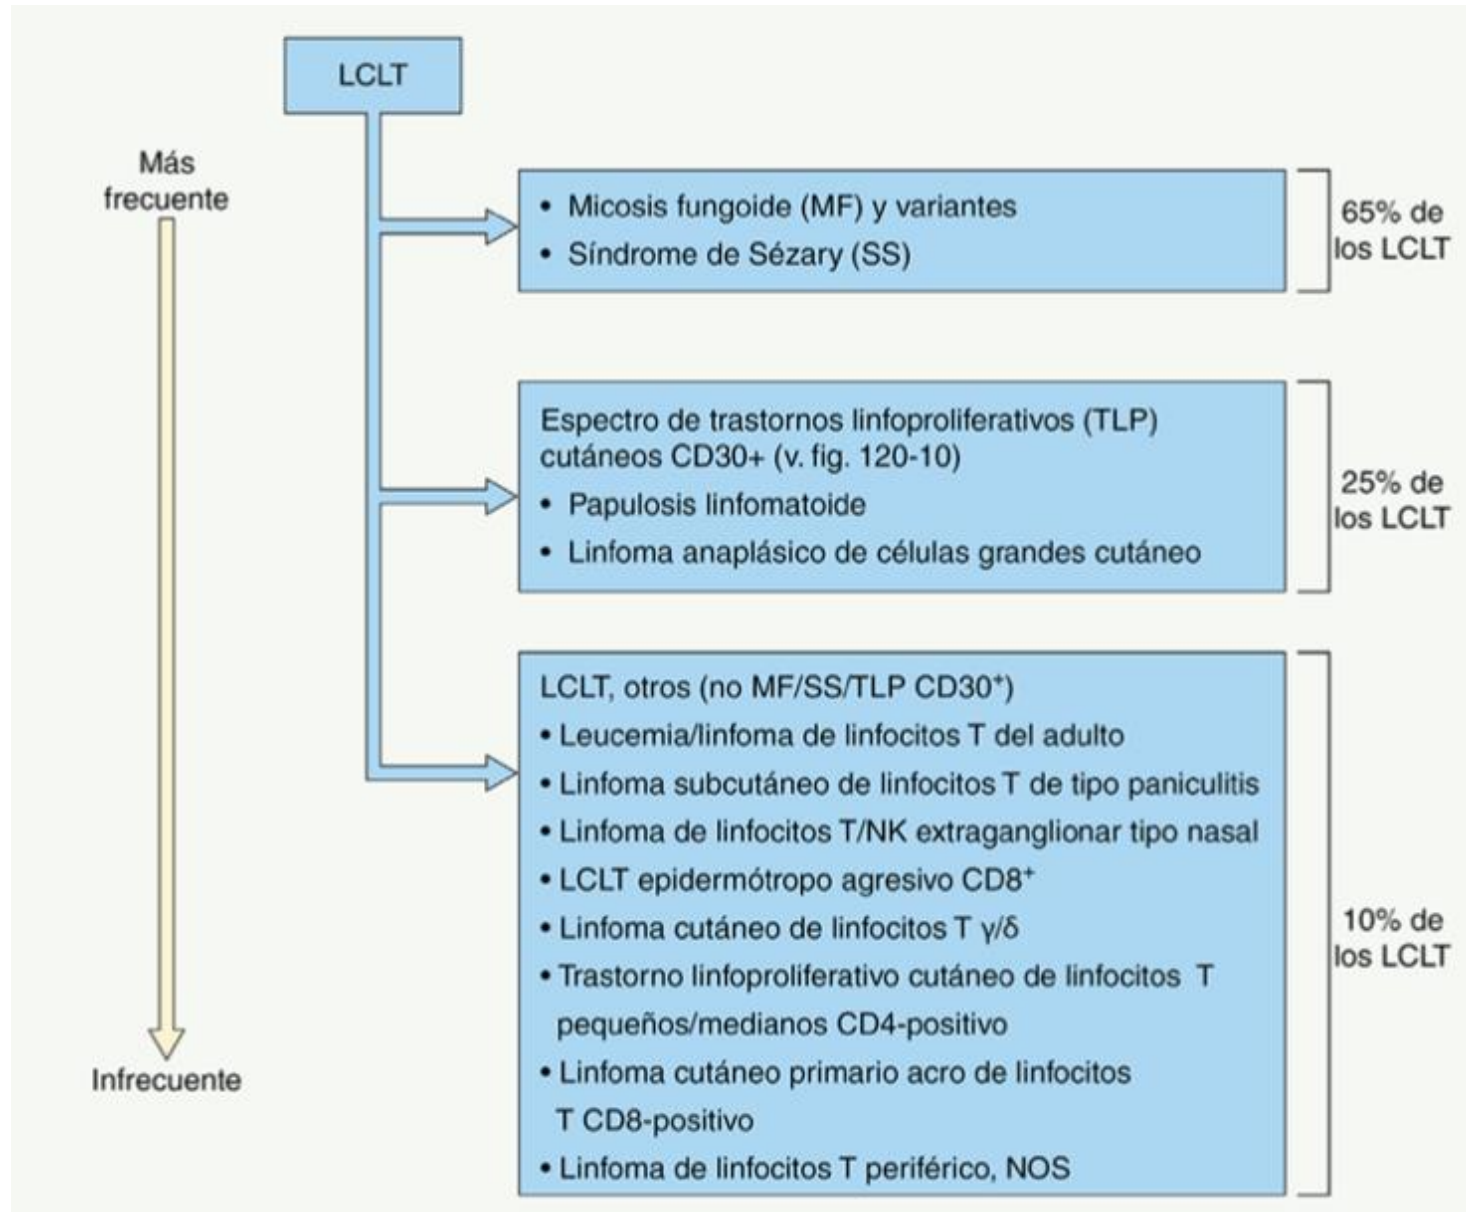 LCLT
Más
frecuente
• Micosis fungoide (MF) y variantes
• Síndrome de Sézary (SS)
65% de
los LCLT
Espectro de trastornos linfoproliferativos (TLP)
cutáneos CD30+ (v. fig. 120-10)
• Papulosis linfomatoide
• Linfoma anaplásico de células grandes cutáneo
25% de
los LCLT
LCLT, otros (no MF/SS/TLP CD30⁺)
• Leucemia/linfoma de linfocitos T del adulto
• Linfoma subcutáneo de linfocitos T de tipo paniculitis
• Linfoma de linfocitos T/NK extraganglionar tipo nasal
• LCLT epidermótropo agresivo CD8⁺
• Linfoma cutáneo de linfocitos T γ/δ
• Trastorno linfoproliferativo cutáneo de linfocitos T
pequeños/medianos CD4-positivo
• Linfoma cutáneo primario acro de linfocitos
T CD8-positivo
• Linfoma de linfocitos T periférico, NOS
10% de
los LCLT
Infrecuente